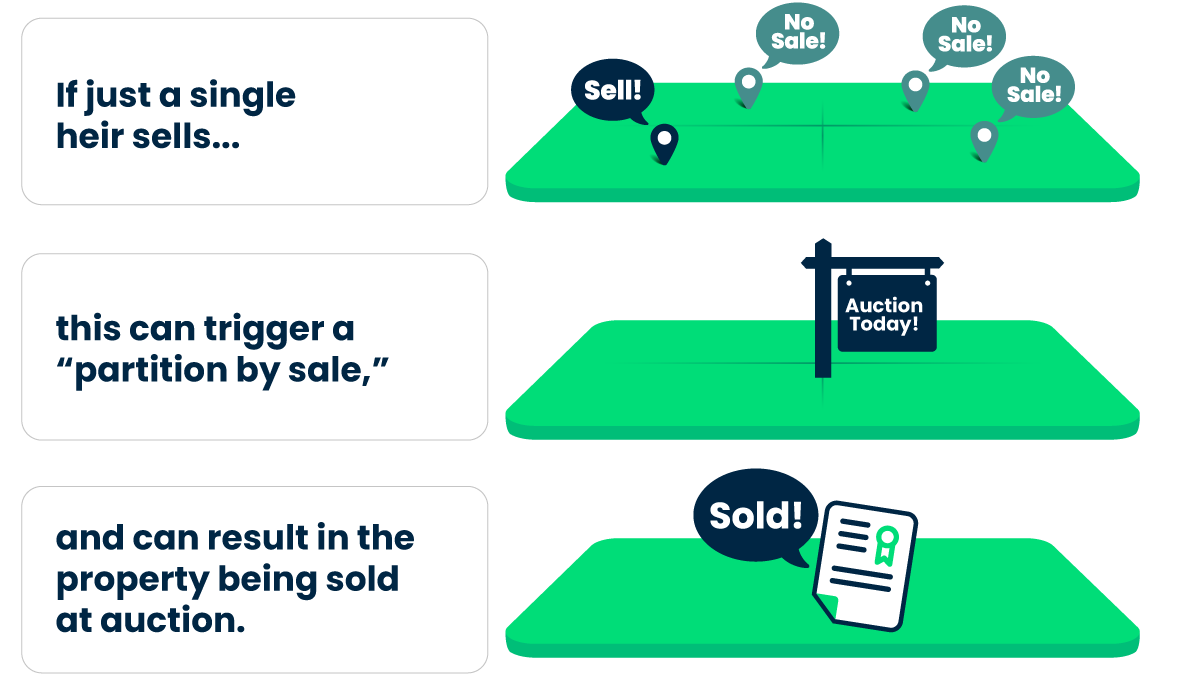 If just a single
heir sells...
Sell!
No
Sale!
No
Sale!
No
Sale!
this can trigger a
“partition by sale,”
Auction
Today!
and can result in the
property being sold
at auction.
Sold!